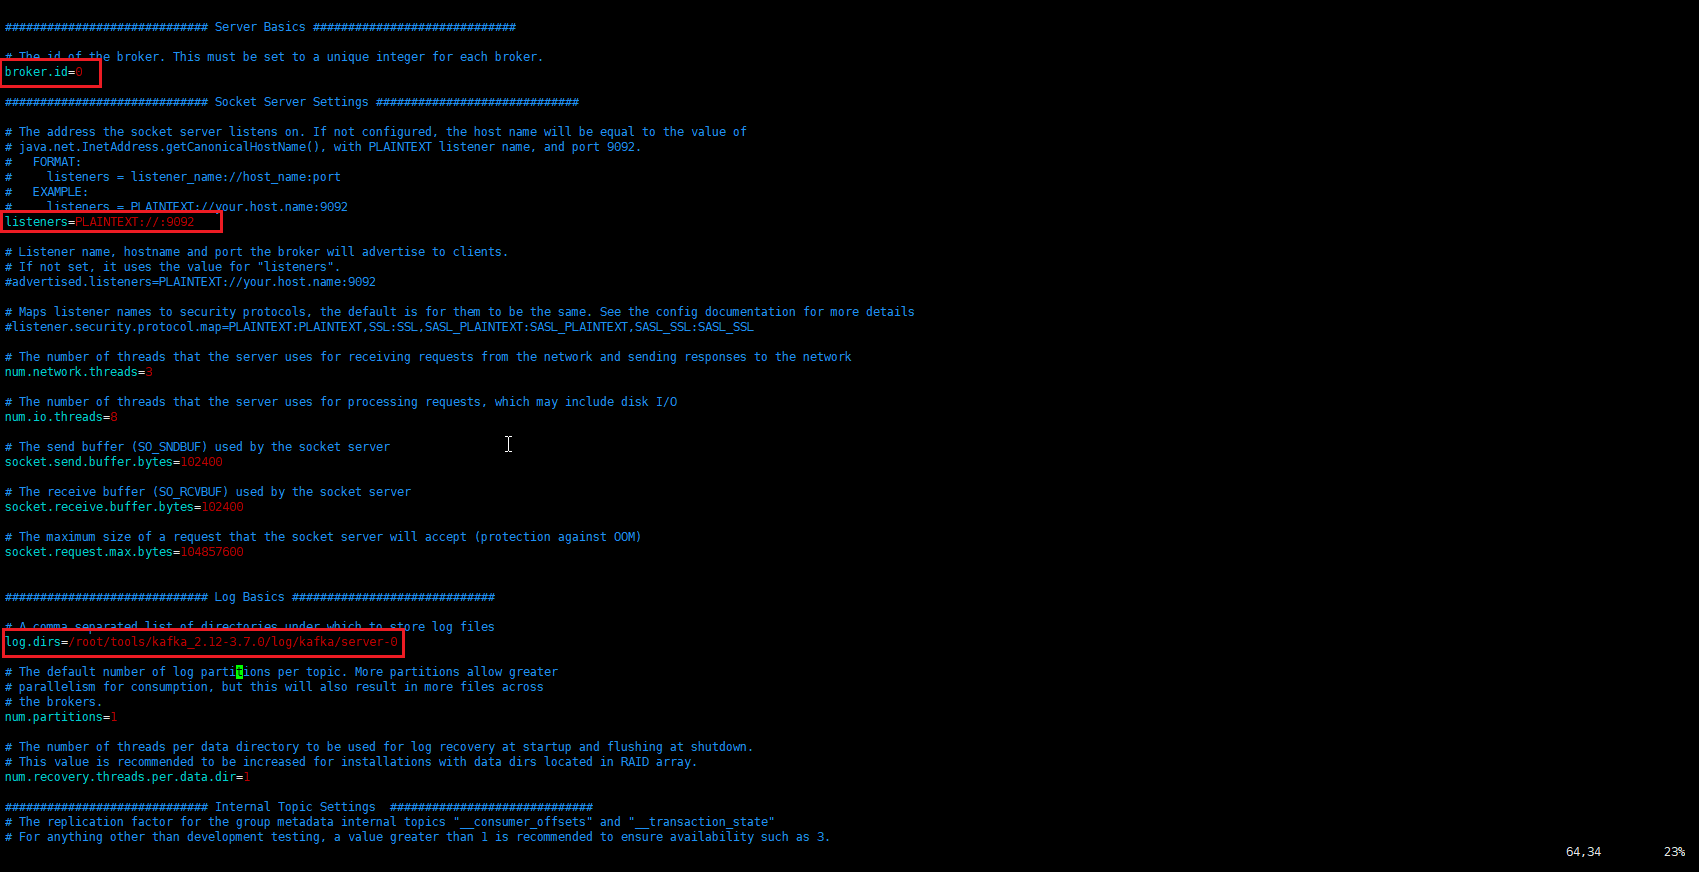 ############################# Server Basics #############################
# The id of the broker. This must be set to a unique integer for each broker.
broker.id=0
############################# Socket Server Settings #############################
# The address the socket server listens on. If not configured, the host name will be equal to the value of
# java.net.InetAddress.getCanonicalHostName(), with PLAINTEXT listener name, and port 9092.
#   FORMAT:
#     listeners = listener_name://host_name:port
#   EXAMPLE:
#     listeners = PLAINTEXT://your.host.name:9092
listeners=PLAINTEXT://:9092
# Listener name, hostname and port the broker will advertise to clients.
# If not set, it uses the value for "listeners".
#advertised.listeners=PLAINTEXT://your.host.name:9092
# Maps listener names to security protocols, the default is for them to be the same. See the config documentation for more details
#listener.security.protocol.map=PLAINTEXT:PLAINTEXT,SSL:SSL,SASL_PLAINTEXT:SASL_PLAINTEXT,SASL_SSL:SASL_SSL
# The number of threads that the server uses for receiving requests from the network and sending responses to the network
num.network.threads=3
# The number of threads that the server uses for processing requests, which may include disk I/O
num.io.threads=8
# The send buffer (SO_SNDBUF) used by the socket server
socket.send.buffer.bytes=102400
# The receive buffer (SO_RCVBUF) used by the socket server
socket.receive.buffer.bytes=102400
# The maximum size of a request that the socket server will accept (protection against OOM)
socket.request.max.bytes=104857600
############################# Log Basics #############################
# A comma separated list of directories under which to store log files
log.dirs=/root/tools/kafka_2.12-3.7.0/log/kafka/server-0
# The default number of log partitions per topic. More partitions allow greater
# parallelism for consumption, but this will also result in more files across
# the brokers.
num.partitions=1
# The number of threads per data directory to be used for log recovery at startup and flushing at shutdown.
# This value is recommended to be increased for installations with data dirs located in RAID array.
num.recovery.threads.per.data.dir=1
############################# Internal Topic Settings  #############################
# The replication factor for the group metadata internal topics "__consumer_offsets" and "__transaction_state"
# For anything other than development testing, a value greater than 1 is recommended to ensure availability such as 3.
64,34 23%